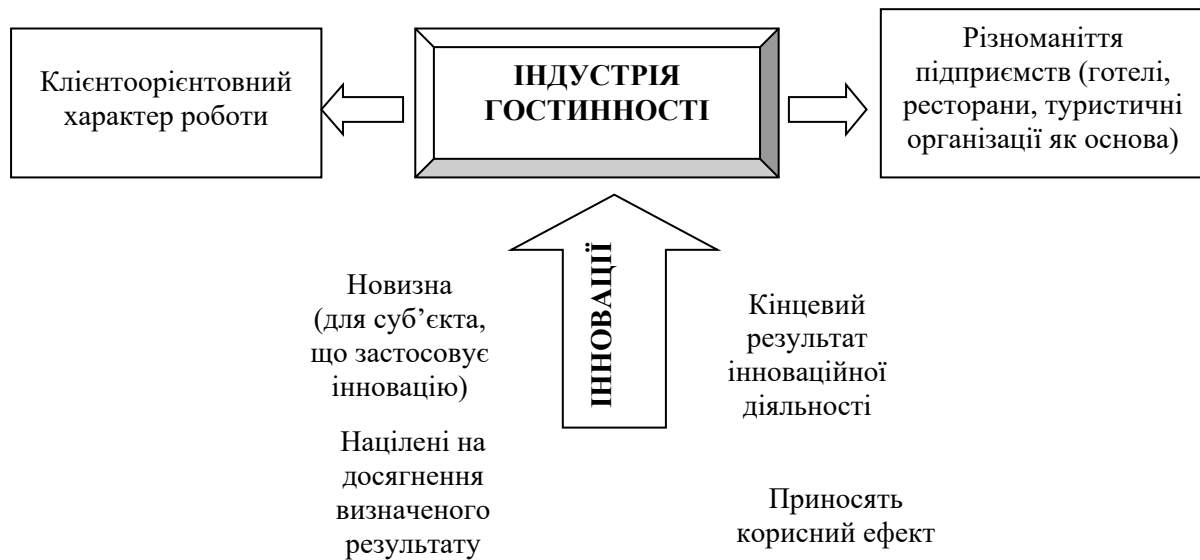 Клієнтоорієнтовний
характер роботи
ІНДУСТРІЯ
ГОСТИННОСТІ
Різноманіття
підприємств (готелі,
ресторани, туристичні
організації як основа)
ІННОВАЦІЇ
Новизна
(для суб’єкта,
що застосовує
інновацію)
Націлені на
досягнення
визначеного
результату
Кінцевий
результат
інноваційної
діяльності
Приносять
корисний ефект